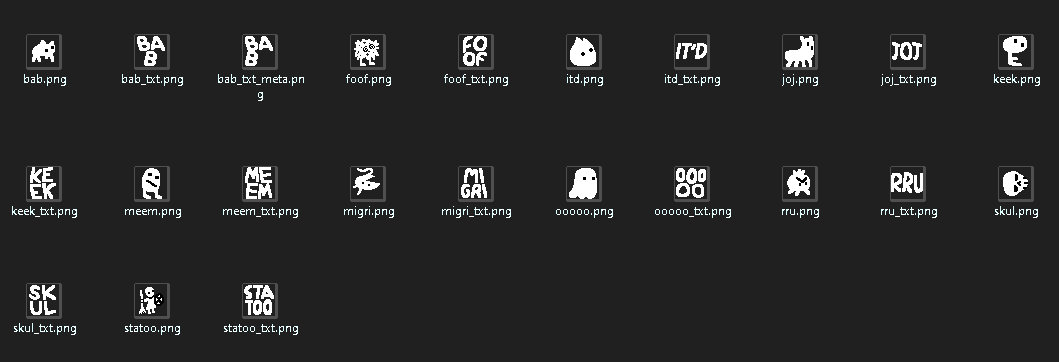 BA
B
BA
B
FO
OF
IT'D
JOJ
bab.png
bab_txt.png
bab_txt_meta.pn
g
foof.png
foof_txt.png
itd.png
itd_txt.png
joj.png
joj_txt.png
keek.png
KE
EK
ME
EM
MI
GRI
OOO
OO
RRU
keek_txt.png
meem.png
meem_txt.png
migri.png
migri_txt.png
ooooo.png
ooooo_txt.png
rru.png
rru_txt.png
skul.png
SK
UL
STA
TOO
skul_txt.png
statoo.png
statoo_txt.png